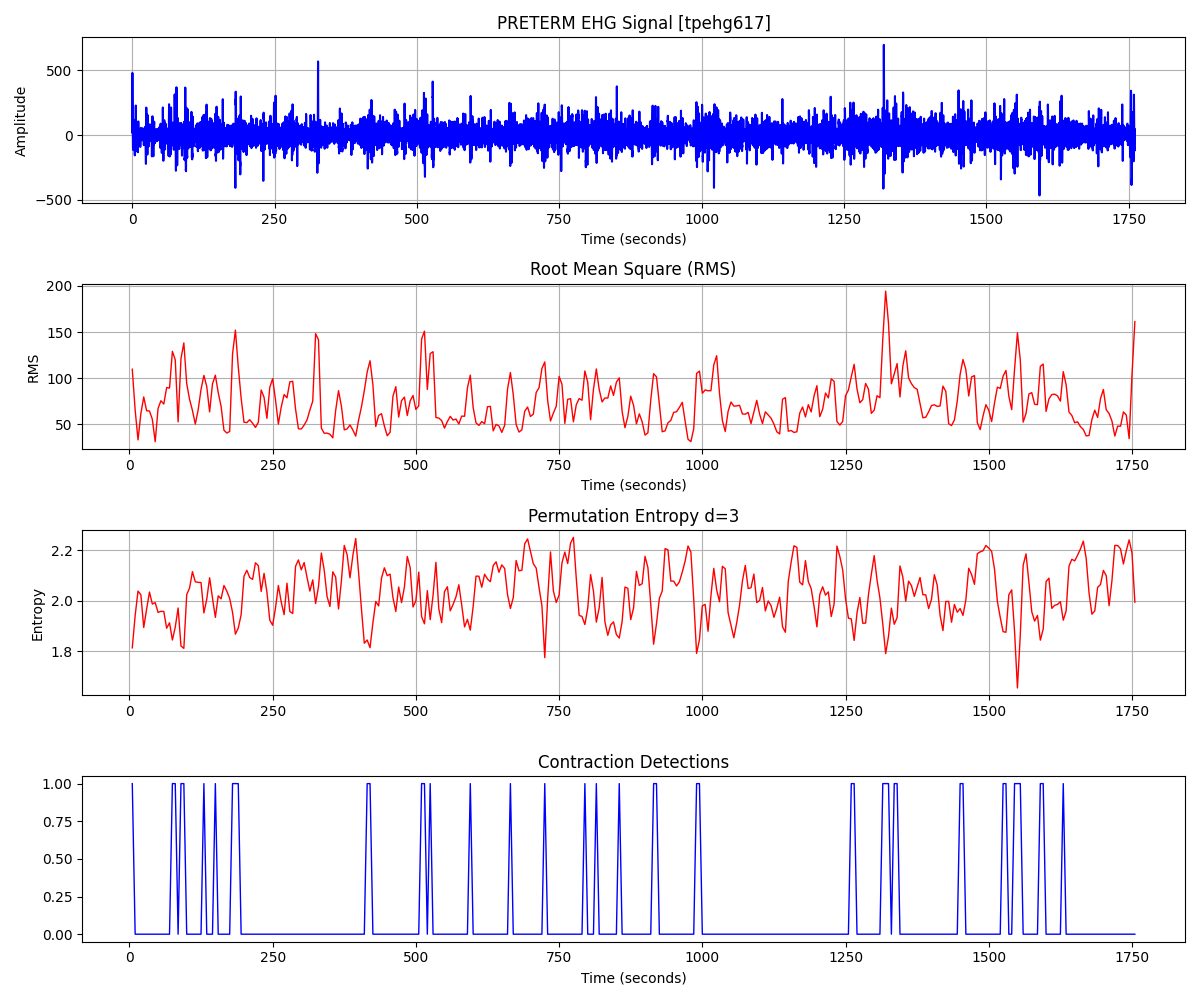 PRETERM EHG Signal [tpehg617]
Amplitude
500
0
−500
0 250 500 750 1000 1250 1500 1750
Time (seconds)
Root Mean Square (RMS)
RMS
200
150
100
50
0 250 500 750 1000 1250 1500 1750
Time (seconds)
Permutation Entropy d=3
Entropy
2.2
2.0
1.8
0 250 500 750 1000 1250 1500 1750
Contraction Detections
1.00
0.75
0.50
0.25
0.00
0 250 500 750 1000 1250 1500 1750
Time (seconds)